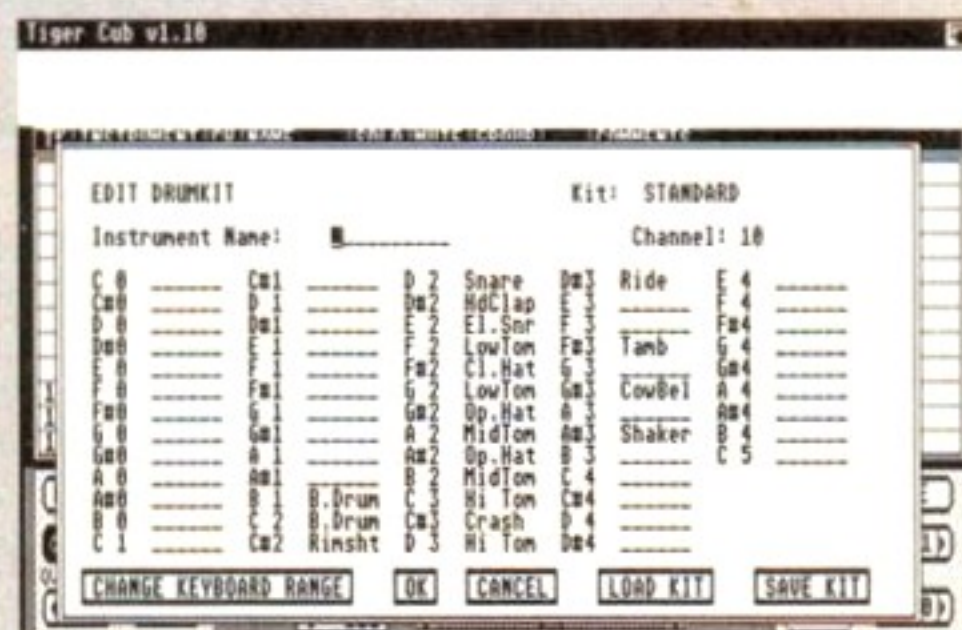 Tiger Cub v1.10
EDIT DRUMKIT Kit: STANDARD
Instrument Name: Channel: 10
C 0 C#1 D 2 Snare D#3 Ride E 4
C#0 D 1 D#2 HdClap E 3 F 4
D 0 D#1 E 2 El.Snr F 3 F#4
D#0 E 1 F 2 LowTom F#3 Tamb G 4
E 0 F 1 F#2 Cl.Hat G 3 G#4
F 0 F#1 G 2 LowTom G#3 CowBel A 4
F#0 G 1 G#2 Op.Hat A 3 A#4
G 0 G#1 A 2 MidTom A#3 Shaker B 4
G#0 A 1 A#2 Op.Hat B 3 C 5
A 0 A#1 B 2 MidTom C 4
A#0 B 1 B.Drum C 3 Hi Tom C#4
B 0 C 2 B.Drum C#3 Crash D 4
C 1 C#2 Rimsht D 3 Hi Tom D#4
CHANGE KEYBOARD RANGE OK CANCEL LOAD KIT SAVE KIT